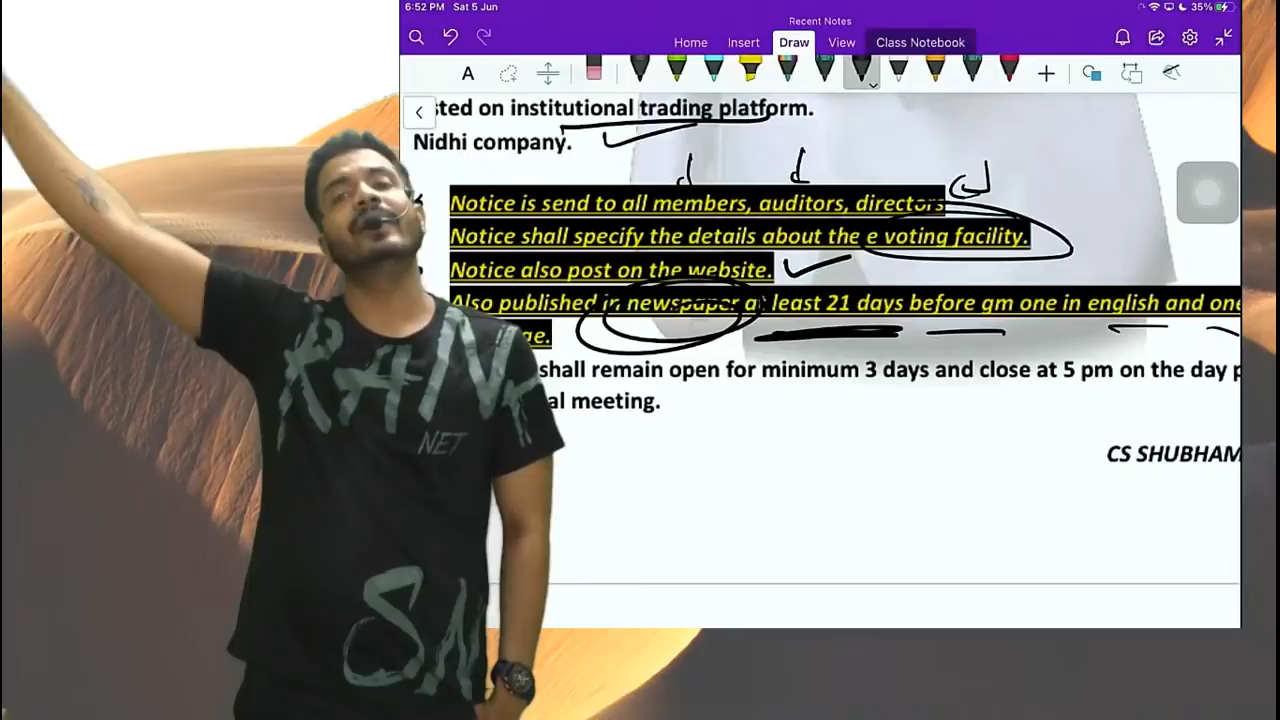 6:52 PM Sat 5 Jun
35%
Recent Notes
Home Insert Draw View Class Notebook
A
sted on institutional trading platform.
Nidhi company.
Notice is send to all members, auditors, directors
Notice shall specify the details about the e voting facility.
Notice also post on the website.
Also published in newspaper at least 21 days before gm one in english and one
ge.
shall remain open for minimum 3 days and close at 5 pm on the day p
al meeting.
CS SHUBHAM
RAN
NET
SN